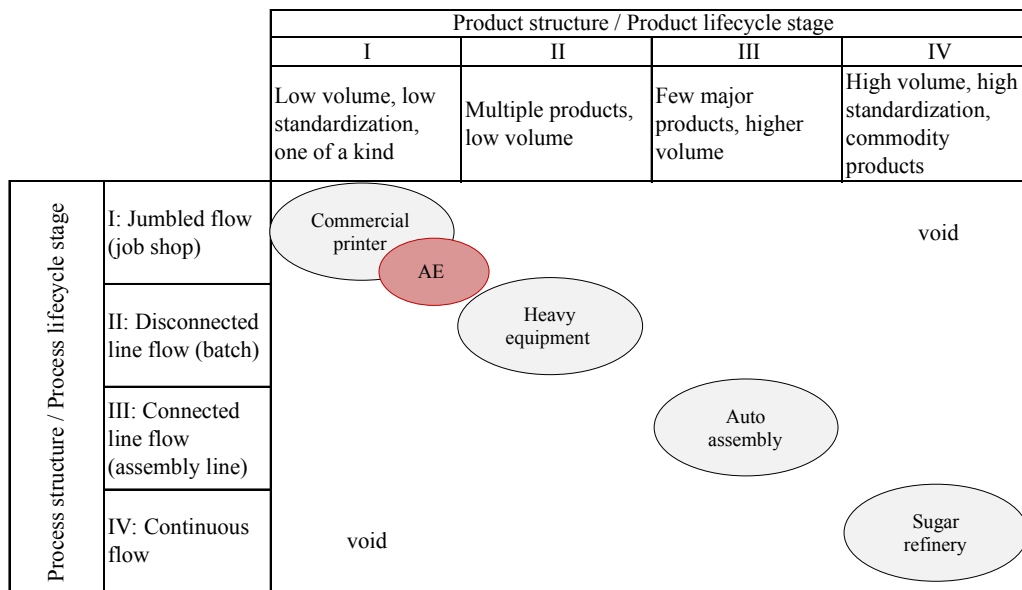 Product structure / Product lifecycle stage
I
II
III
IV
Low volume, low
standardization,
one of a kind
Multiple products,
low volume
Few major
products, higher
volume
High volume, high
standardization,
commodity
products
Process structure / Process lifecycle stage
I: Jumbled flow
(job shop)
Commercial
printer
AE
void
II: Disconnected
line flow (batch)
Heavy
equipment
III: Connected
line flow
(assembly line)
Auto
assembly
IV: Continuous
flow
void
Sugar
refinery